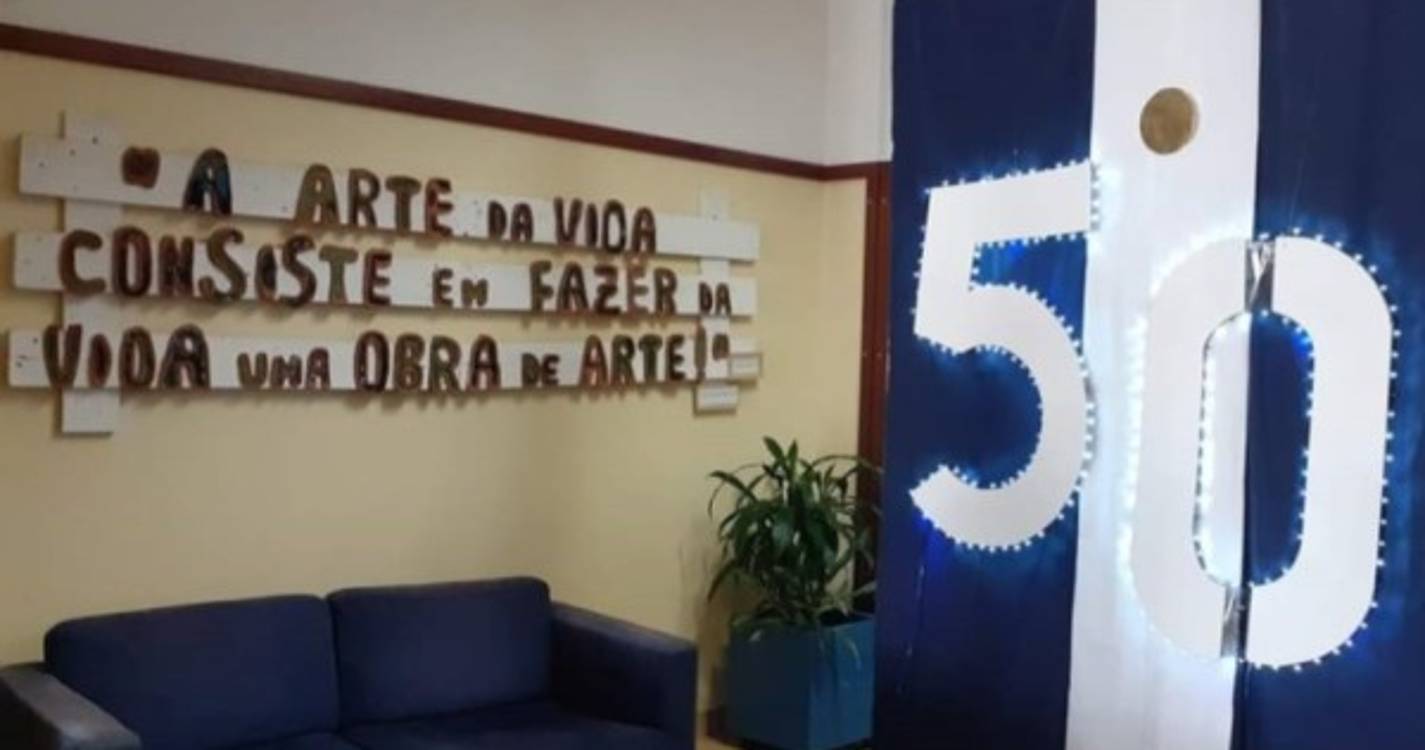 "A ARTE DA VIDA
CONSISTE EM FAZER DA
VIDA UMA OBRA DE ARTE!"
50